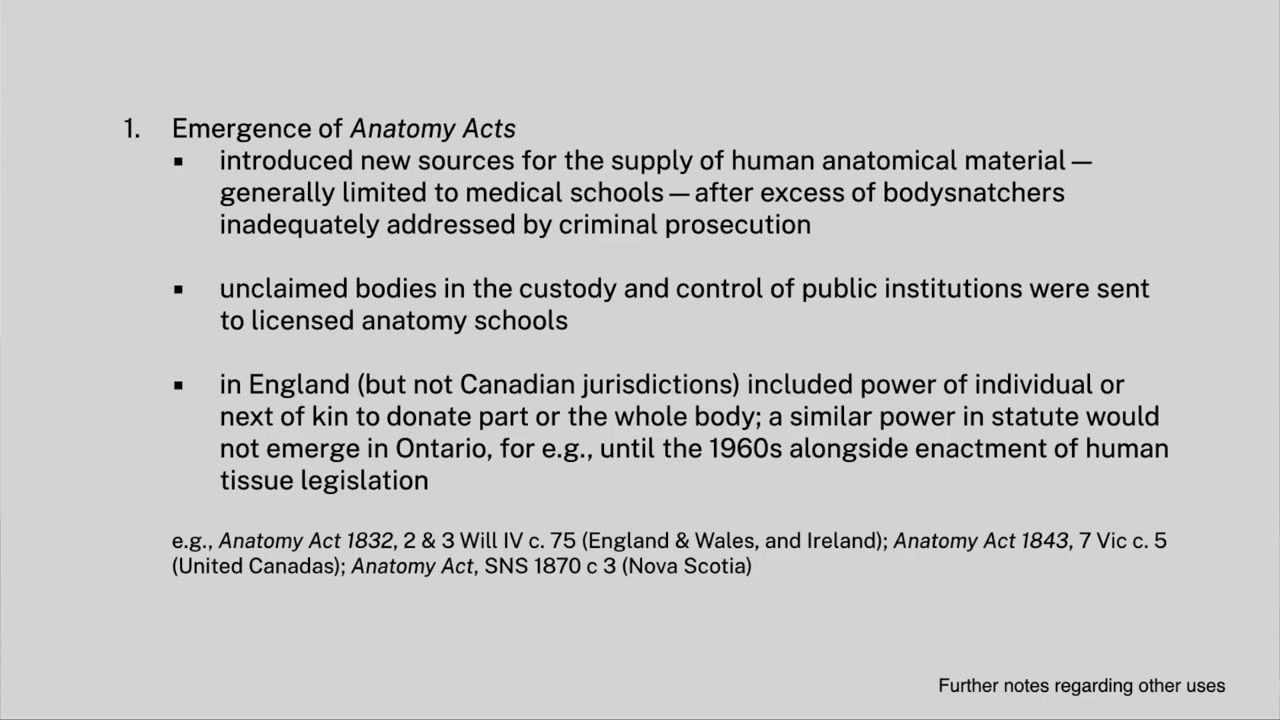 1. Emergence of Anatomy Acts
▪ introduced new sources for the supply of human anatomical material —
generally limited to medical schools — after excess of bodysnatchers
inadequately addressed by criminal prosecution
▪ unclaimed bodies in the custody and control of public institutions were sent
to licensed anatomy schools
▪ in England (but not Canadian jurisdictions) included power of individual or
next of kin to donate part or the whole body; a similar power in statute would
not emerge in Ontario, for e.g., until the 1960s alongside enactment of human
tissue legislation
e.g., Anatomy Act 1832, 2 & 3 Will IV c. 75 (England & Wales, and Ireland); Anatomy Act 1843, 7 Vic c. 5
(United Canadas); Anatomy Act, SNS 1870 c 3 (Nova Scotia)
Further notes regarding other uses